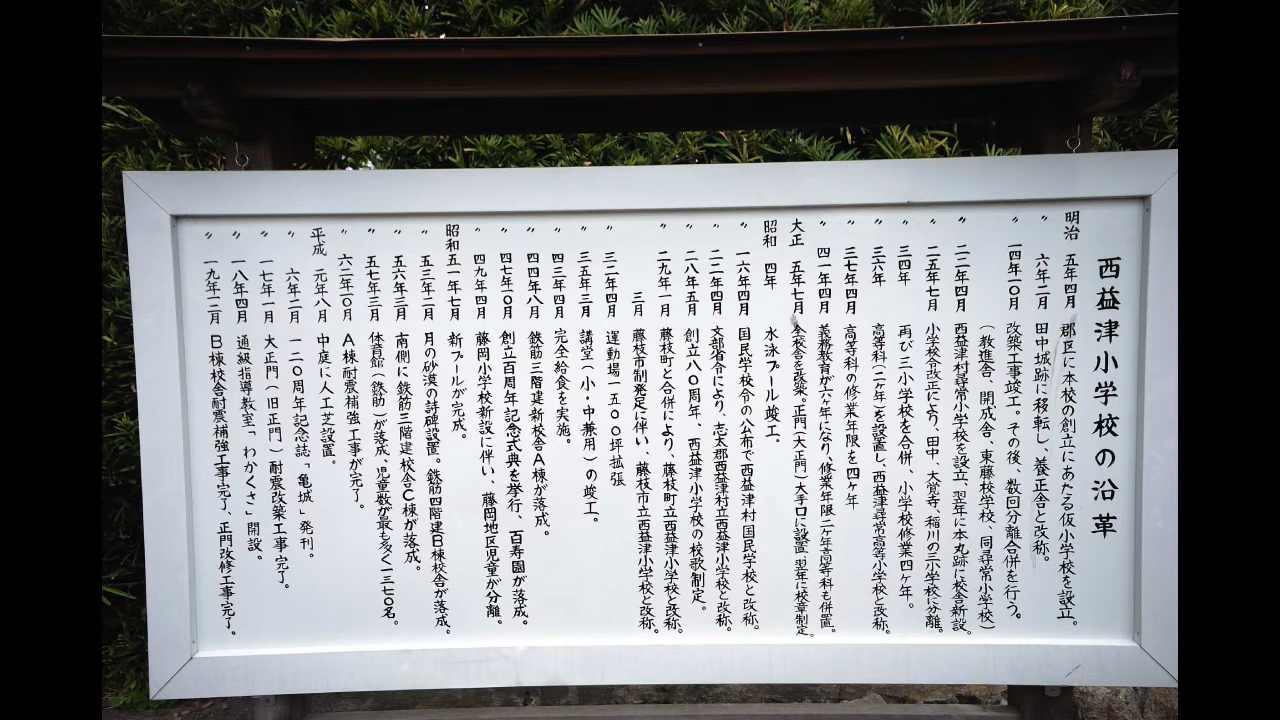 西益津小学校の沿革
明治 五年四月 郡区に本校の創立にあたる仮小学校を設立。
〃 六年二月 田中城跡に移転し、養正舎と改称。
〃 一四年一〇月 改築工事竣工。その後、数回分離合併を行う。
（教進舎、開成舎、東藤校学校、同尋常小学校）
〃 二二年四月 西益津村尋常小学校を設立、翌年に本丸跡に校舎新設。
〃 二五年七月 小学校令改正により、田中、大覚寺、稲川の三小学校に分離。
〃 三四年 再び三小学校を合併、小学校修業四ヶ年。
〃 三六年 高等科（二ヶ年）を設置し、西益津尋常高等小学校と改称。
〃 三七年四月 高等科の修業年限を四ヶ年
〃 四一年四月 義務教育が六ヶ年になり、修業年限二ヶ年高等科も併置。
大正 五年七月 全校舎を改築。正門（大正門）大手口に設置、翌年に校章制定。
昭和 四年 水泳プール竣工。
〃 一六年四月 国民学校令の公布で西益津村国民学校と改称。
〃 二二年四月 文部省令により、志太郡西益津村立西益津小学校と改称。
〃 二八年五月 創立八〇周年、西益津小学校の校歌制定。
〃 二九年一月 藤枝町と合併により、藤枝町立西益津小学校と改称。
三月 藤枝市制発足に伴い、藤枝市立西益津小学校と改称。
〃 三二年四月 運動場一五〇〇坪拡張
〃 三五年三月 講堂（小・中兼用）の竣工。
〃 四三年四月 完全給食を実施。
〃 四四年八月 鉄筋三階建新校舎A棟が落成。
〃 四七年一〇月 創立百周年記念式典を挙行、百寿園が落成。
〃 四九年四月 藤岡小学校新設に伴い、藤岡地区児童が分離。
昭和五一年七月 新プールが完成。
〃 五三年二月 月の砂漠の詩碑設置。鉄筋四階建B棟校舎が落成。
〃 五六年三月 南側に鉄筋三階建校舎C棟が落成。
〃 五七年三月 体育館（鉄筋）が落成、児童数が最も多く一三七〇名。
〃 六二年一〇月 A棟耐震補強工事が完了。
平成 元年八月 中庭に人工芝設置。
〃 六年二月 一二〇周年記念誌「亀城」発刊。
〃 一七年一月 大正門（旧正門）耐震改築工事完了。
〃 一八年四月 通級指導教室「わかくさ」開設。
〃 一九年一二月 B棟校舎耐震補強工事完了、正門改修工事完了。